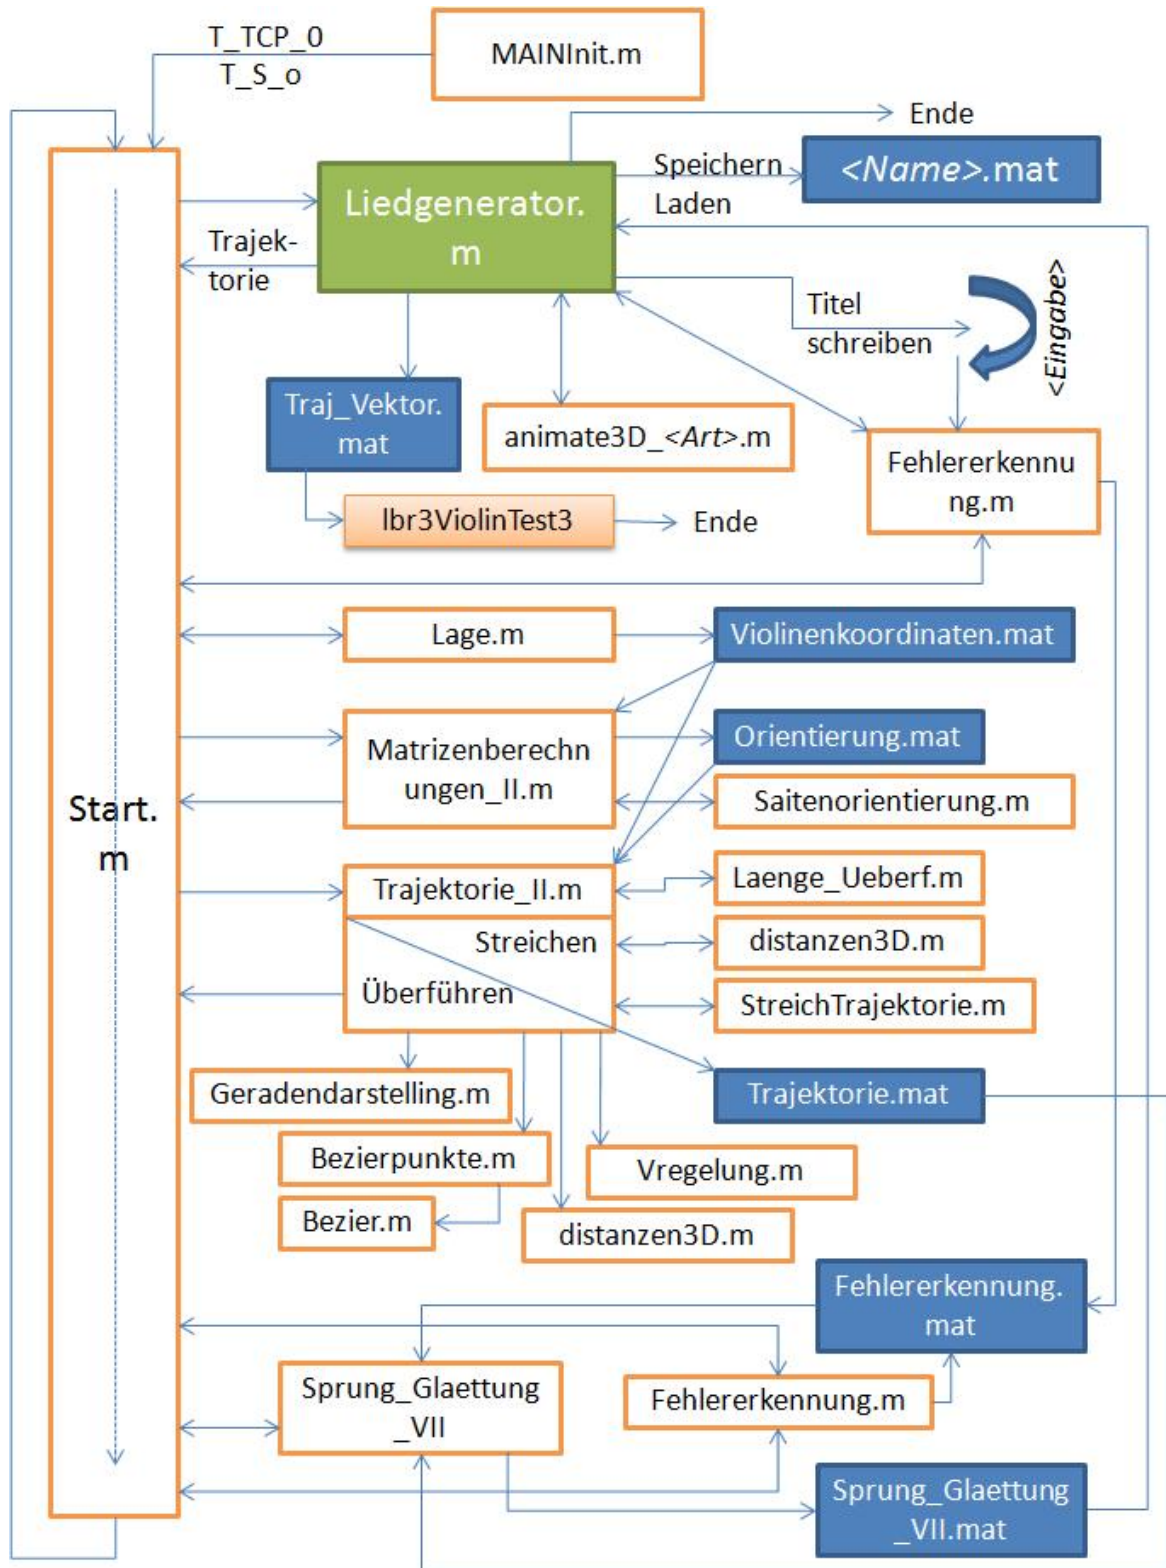 T_TCP_0
T_S_o
MAINInit.m
Ende
Liedgenerator.
m
Speichern
Laden
<Name>.mat
Trajek-
torie
Titel
schreiben
<Eingabe>
Traj_Vektor.
mat
animate3D_<Art>.m
Fehlererkennu
ng.m
lbr3ViolinTest3
Ende
Lage.m
Violinenkoordinaten.mat
Matrizenberechn
ungen_II.m
Orientierung.mat
Saitenorientierung.m
Start.
m
Trajektorie_II.m
Laenge_Ueberf.m
Streichen
distanzen3D.m
Überführen
StreichTrajektorie.m
Geradendarstelling.m
Trajektorie.mat
Bezierpunkte.m
Vregelung.m
Bezier.m
distanzen3D.m
Fehlererkennung.
mat
Sprung_Glaettung
_VII
Fehlererkennung.m
Sprung_Glaettung
_VII.mat